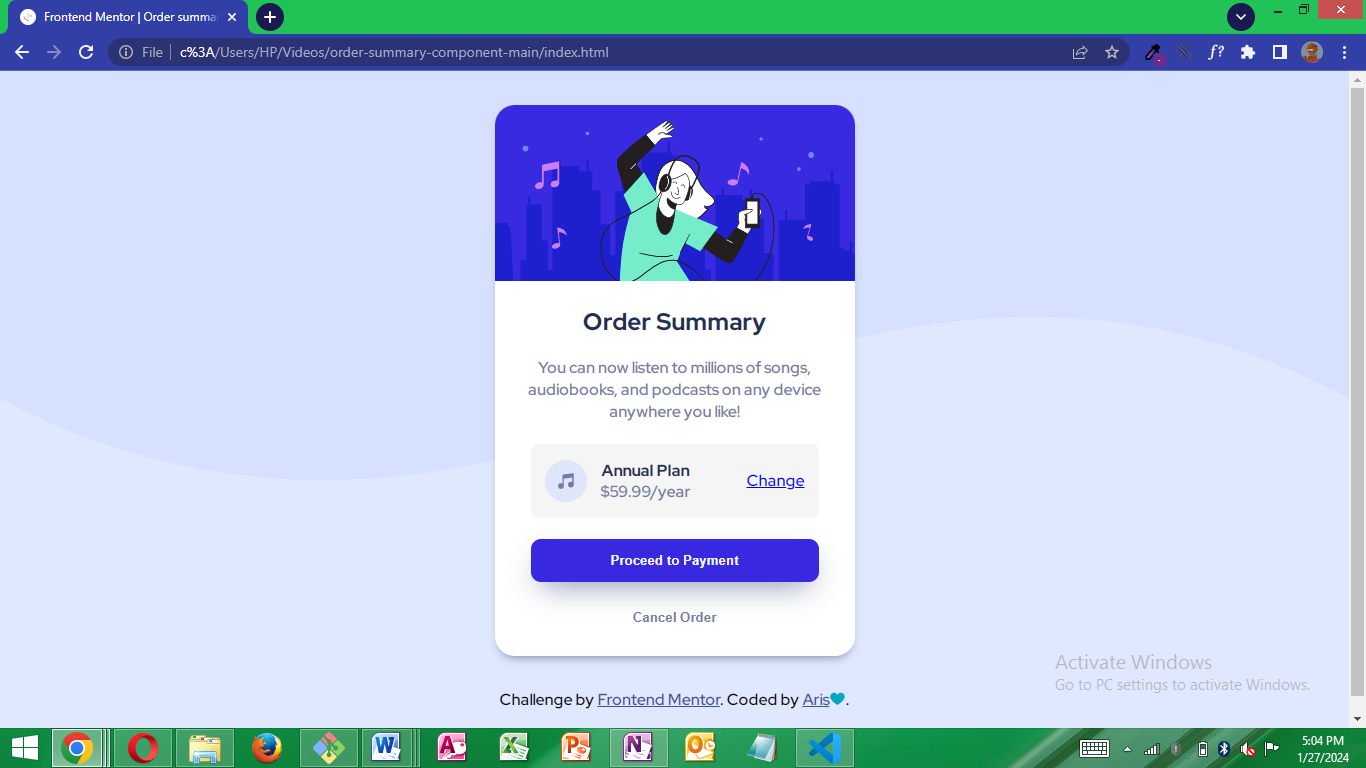 Frontend Mentor | Order summa
File
c%3A/Users/HP/Videos/order-summary-component-main/index.html
f?
Order Summary
You can now listen to millions of songs,
audiobooks, and podcasts on any device
anywhere you like!
Annual Plan
$59.99/year
Change
Proceed to Payment
Cancel Order
Activate Windows
Go to PC settings to activate Windows.
Challenge by Frontend Mentor. Coded by Aris💙.
5:04 PM
1/27/2024